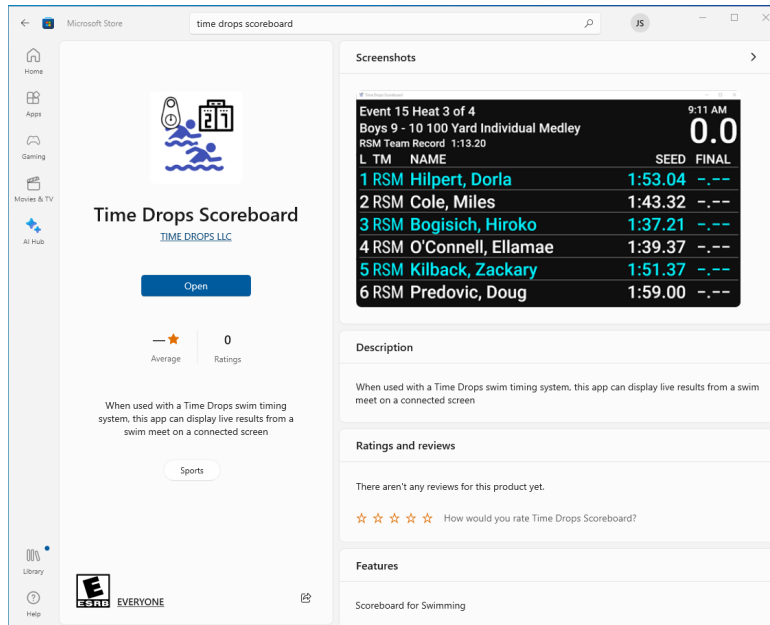 Microsoft Store
time drops scoreboard
JS
Home
Apps
Gaming
Movies & TV
AI Hub
Library
Help
27
Time Drops Scoreboard
TIME DROPS LLC
Open
— 0
Average Ratings
When used with a Time Drops swim timing
system, this app can display live results from a
swim meet on a connected screen
Sports
E
ESRB EVERYONE
Screenshots
Time Drops Scoreboard
Event 15 Heat 3 of 4 9:11 AM
Boys 9 - 10 100 Yard Individual Medley 0.0
RSM Team Record 1:13.20
L TM NAME SEED FINAL
1 RSM Hilpert, Dorla 1:53.04 -.--
2 RSM Cole, Miles 1:43.32 -.--
3 RSM Bogisich, Hiroko 1:37.21 -.--
4 RSM O'Connell, Ellamae 1:39.37 -.--
5 RSM Kilback, Zackary 1:51.37 -.--
6 RSM Predovic, Doug 1:59.00 -.--
Description
When used with a Time Drops swim timing system, this app can display live results from a swim
meet on a connected screen
Ratings and reviews
There aren't any reviews for this product yet.
How would you rate Time Drops Scoreboard?
Features
Scoreboard for Swimming